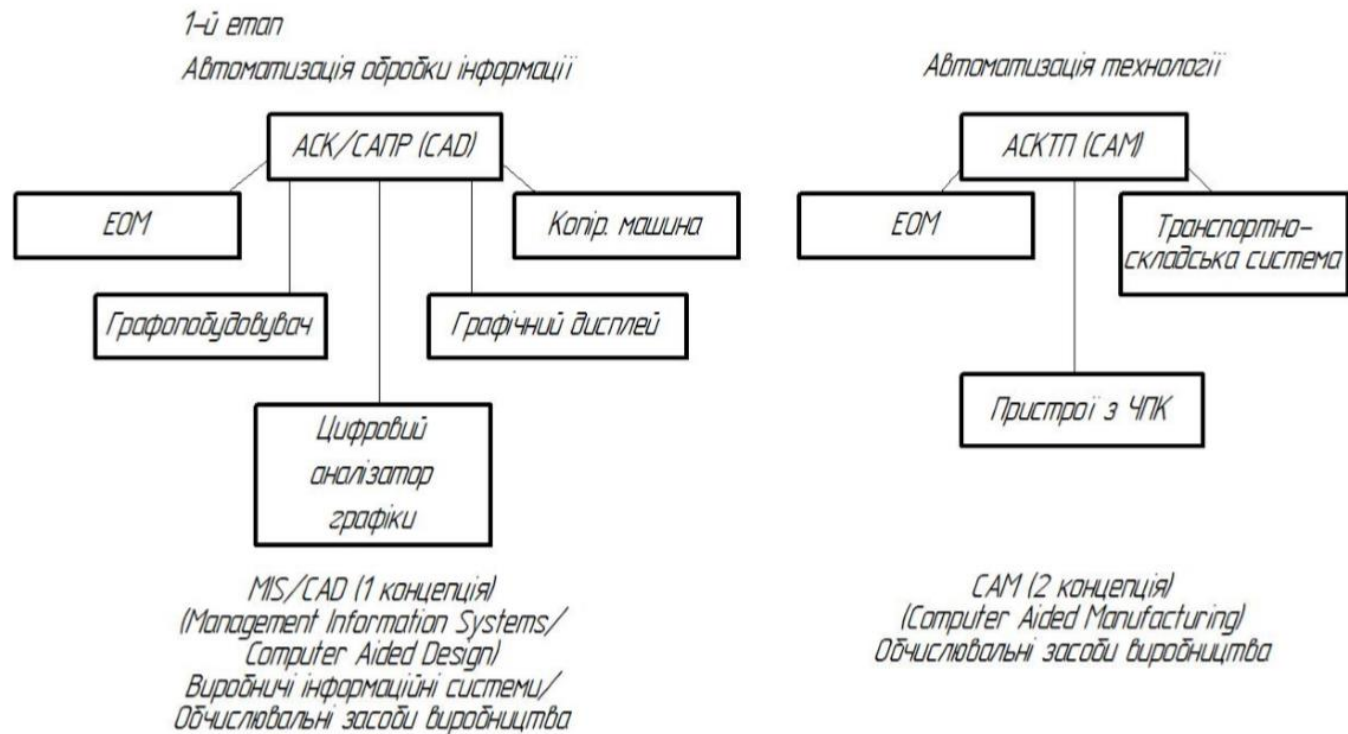 1-й етап
Автоматизація обробки інформації
АСК/САПР (CAD)
ЕОМ
Копір. машина
Графопобудовувач
Графічний дисплей
Цифровий
аналізатор
графіки
MIS/CAD (1 концепція)
(Management Information Systems/
Computer Aided Design)
Виробничі інформаційні системи/
Обчислювальні засоби виробництва
Автоматизація технології
АСКТП (САМ)
ЕОМ
Транспортно-
складська система
Пристрої з ЧПК
САМ (2 концепція)
(Computer Aided Manufacturing)
Обчислювальні засоби виробництва